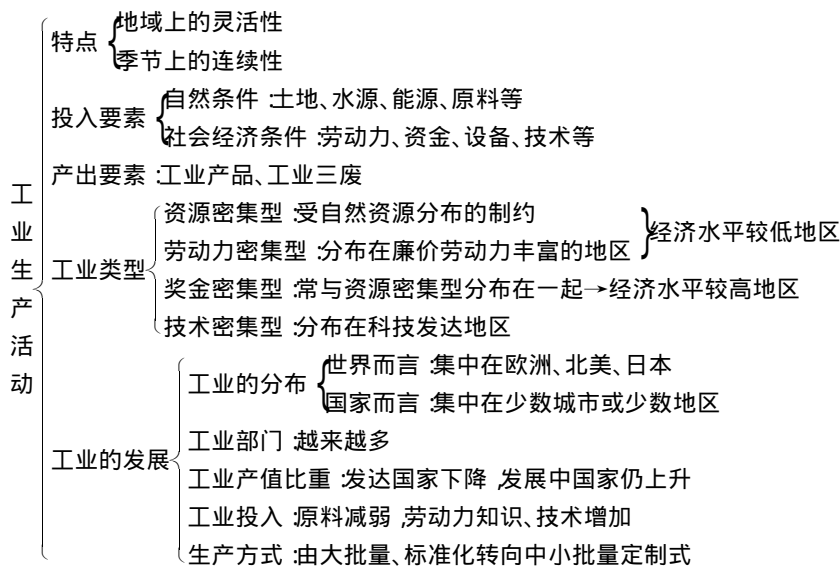 工业生产活动
特点
地域上的灵活性
季节上的连续性
投入要素
自然条件:土地、水源、能源、原料等
社会经济条件:劳动力、资金、设备、技术等
产出要素:工业产品、工业三废
工业类型
资源密集型:受自然资源分布的制约
劳动力密集型:分布在廉价劳动力丰富的地区
经济水平较低地区
奖金密集型:常与资源密集型分布在一起→经济水平较高地区
技术密集型:分布在科技发达地区
工业的发展
工业的分布
世界而言:集中在欧洲、北美、日本
国家而言:集中在少数城市或少数地区
工业部门:越来越多
工业产值比重:发达国家下降,发展中国家仍上升
工业投入:原料减弱,劳动力知识、技术增加
生产方式:由大批量、标准化转向中小批量定制式